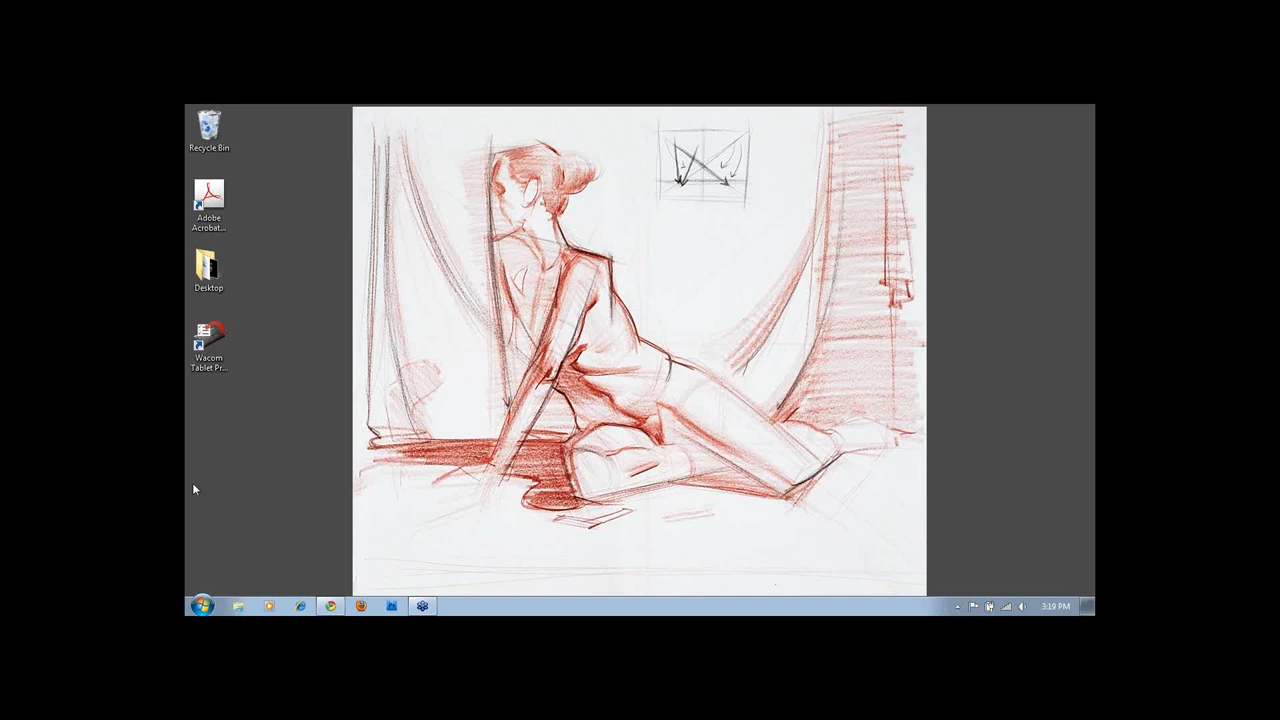 Recycle Bin
Adobe
Acrobat...
Desktop
Wacom
Tablet Pr...
3:19 PM